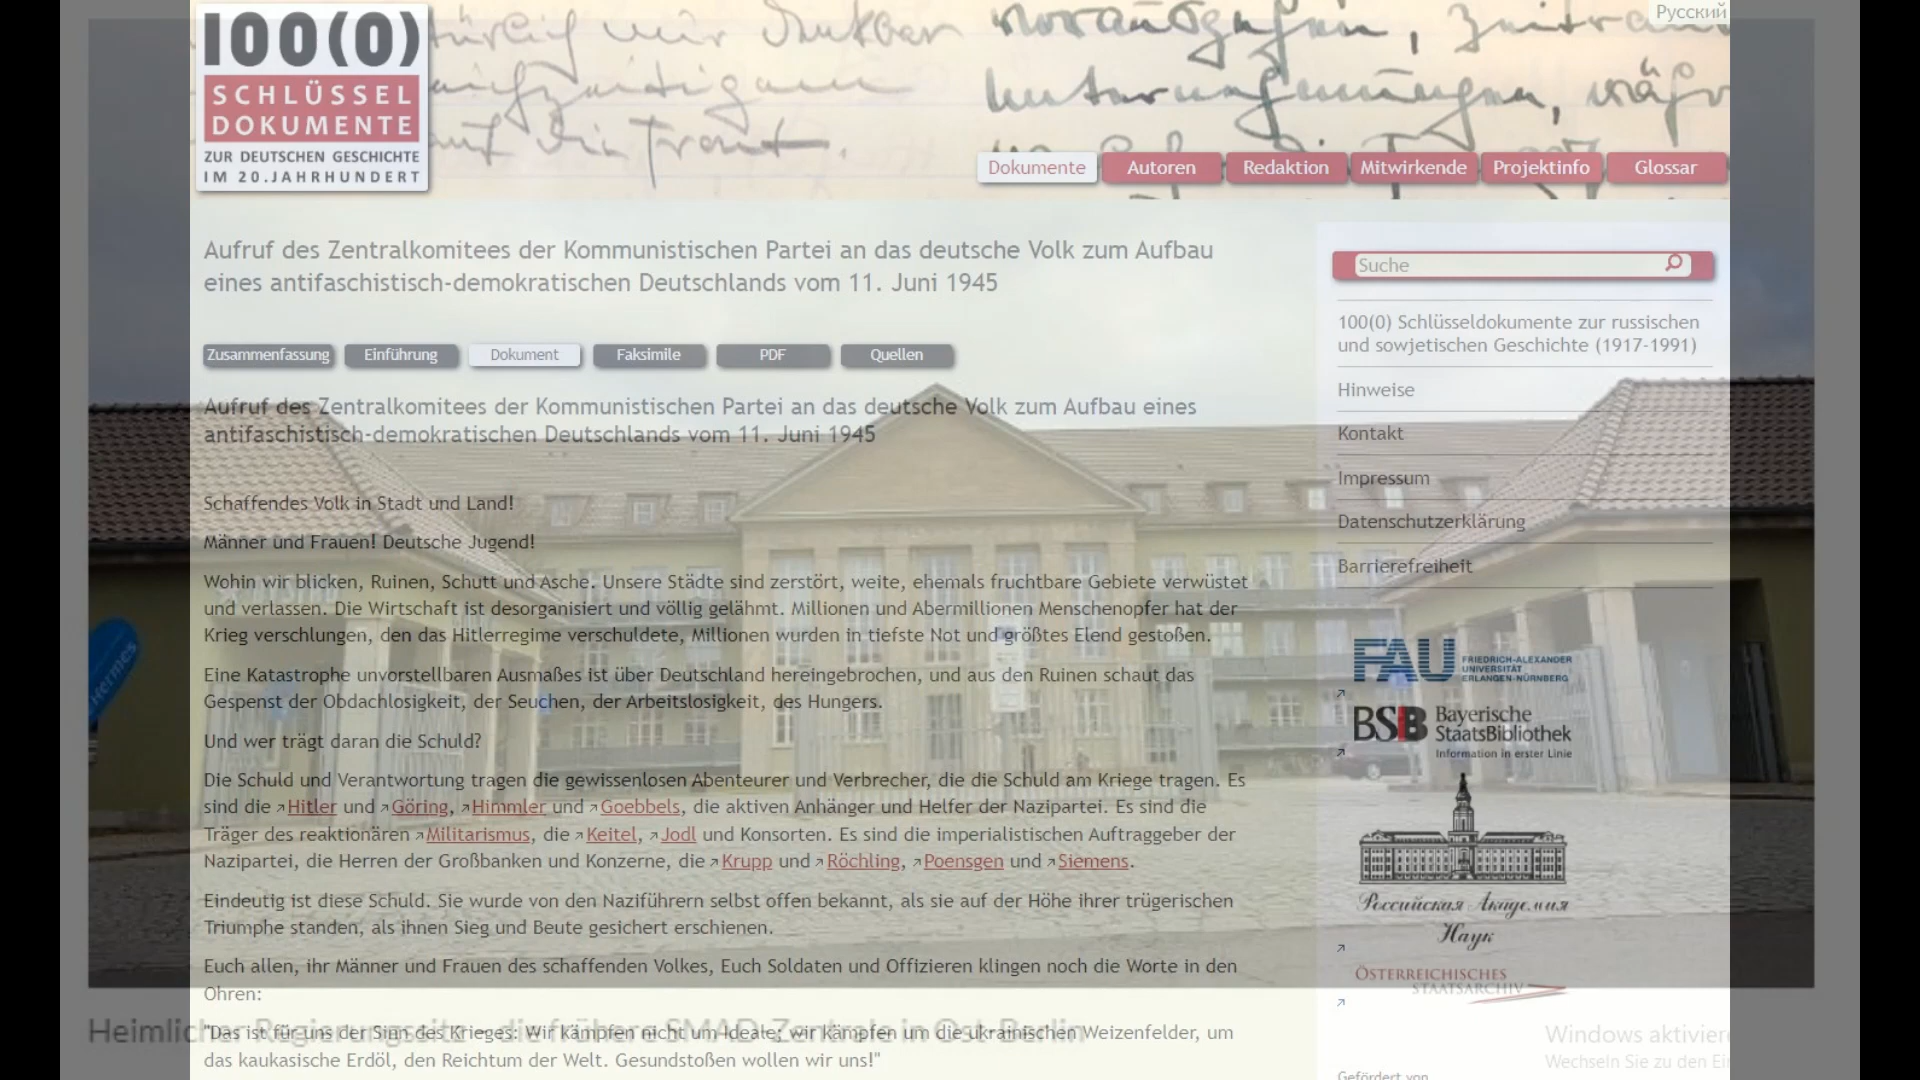 Русский
100(0)
SCHLÜSSEL
DOKUMENTE
ZUR DEUTSCHEN GESCHICHTE
IM 20.JAHRHUNDERT
Dokumente Autoren Redaktion Mitwirkende Projektinfo Glossar
Aufruf des Zentralkomitees der Kommunistischen Partei an das deutsche Volk zum Aufbau
eines antifaschistisch-demokratischen Deutschlands vom 11. Juni 1945
Zusammenfassung Einführung Dokument Faksimile PDF Quellen
Aufruf des Zentralkomitees der Kommunistischen Partei an das deutsche Volk zum Aufbau eines
antifaschistisch-demokratischen Deutschlands vom 11. Juni 1945
Schaffendes Volk in Stadt und Land!
Männer und Frauen! Deutsche Jugend!
Wohin wir blicken, Ruinen, Schutt und Asche. Unsere Städte sind zerstört, weite, ehemals fruchtbare Gebiete verwüstet
und verlassen. Die Wirtschaft ist desorganisiert und völlig gelähmt. Millionen und Abermillionen Menschenopfer hat der
Krieg verschlungen, den das Hitlerregime verschuldete, Millionen wurden in tiefste Not und größtes Elend gestoßen.
Eine Katastrophe unvorstellbaren Ausmaßes ist über Deutschland hereingebrochen, und aus den Ruinen schaut das
Gespenst der Obdachlosigkeit, der Seuchen, der Arbeitslosigkeit, des Hungers.
Und wer trägt daran die Schuld?
Die Schuld und Verantwortung tragen die gewissenlosen Abenteurer und Verbrecher, die die Schuld am Kriege tragen. Es
sind die Hitler und Göring, Himmler und Goebbels, die aktiven Anhänger und Helfer der Nazipartei. Es sind die
Träger des reaktionären Militarismus, die Keitel, Jodl und Konsorten. Es sind die imperialistischen Auftraggeber der
Nazipartei, die Herren der Großbanken und Konzerne, die Krupp und Röchling, Poensgen und Siemens.
Eindeutig ist diese Schuld. Sie wurde von den Naziführern selbst offen bekannt, als sie auf der Höhe ihrer trügerischen
Triumphe standen, als ihnen Sieg und Beute gesichert erschienen.
Euch allen, ihr Männer und Frauen des schaffenden Volkes, Euch Soldaten und Offizieren klingen noch die Worte in den
Ohren:
"Das ist für uns der Sinn des Krieges: Wir kämpfen nicht um Ideale; wir kämpfen um die ukrainischen Weizenfelder, um
das kaukasische Erdöl, den Reichtum der Welt. Gesundstoßen wollen wir uns!"
Suche
100(0) Schlüsseldokumente zur russischen
und sowjetischen Geschichte (1917-1991)
Hinweise
Kontakt
Impressum
Datenschutzerklärung
Barrierefreiheit
FAU FRIEDRICH-ALEXANDER
UNIVERSITÄT
ERLANGEN-NÜRNBERG
BSB Bayerische
StaatsBibliothek
Information in erster Linie
Российская Академия
Наук
ÖSTERREICHISCHES
STAATSARCHIV
Gefördert von
Hermes
Heimlicher Regierungssitz – die frühere SMAD-Zentrale in Ost-Berlin
Windows aktivieren
Wechseln Sie zu den